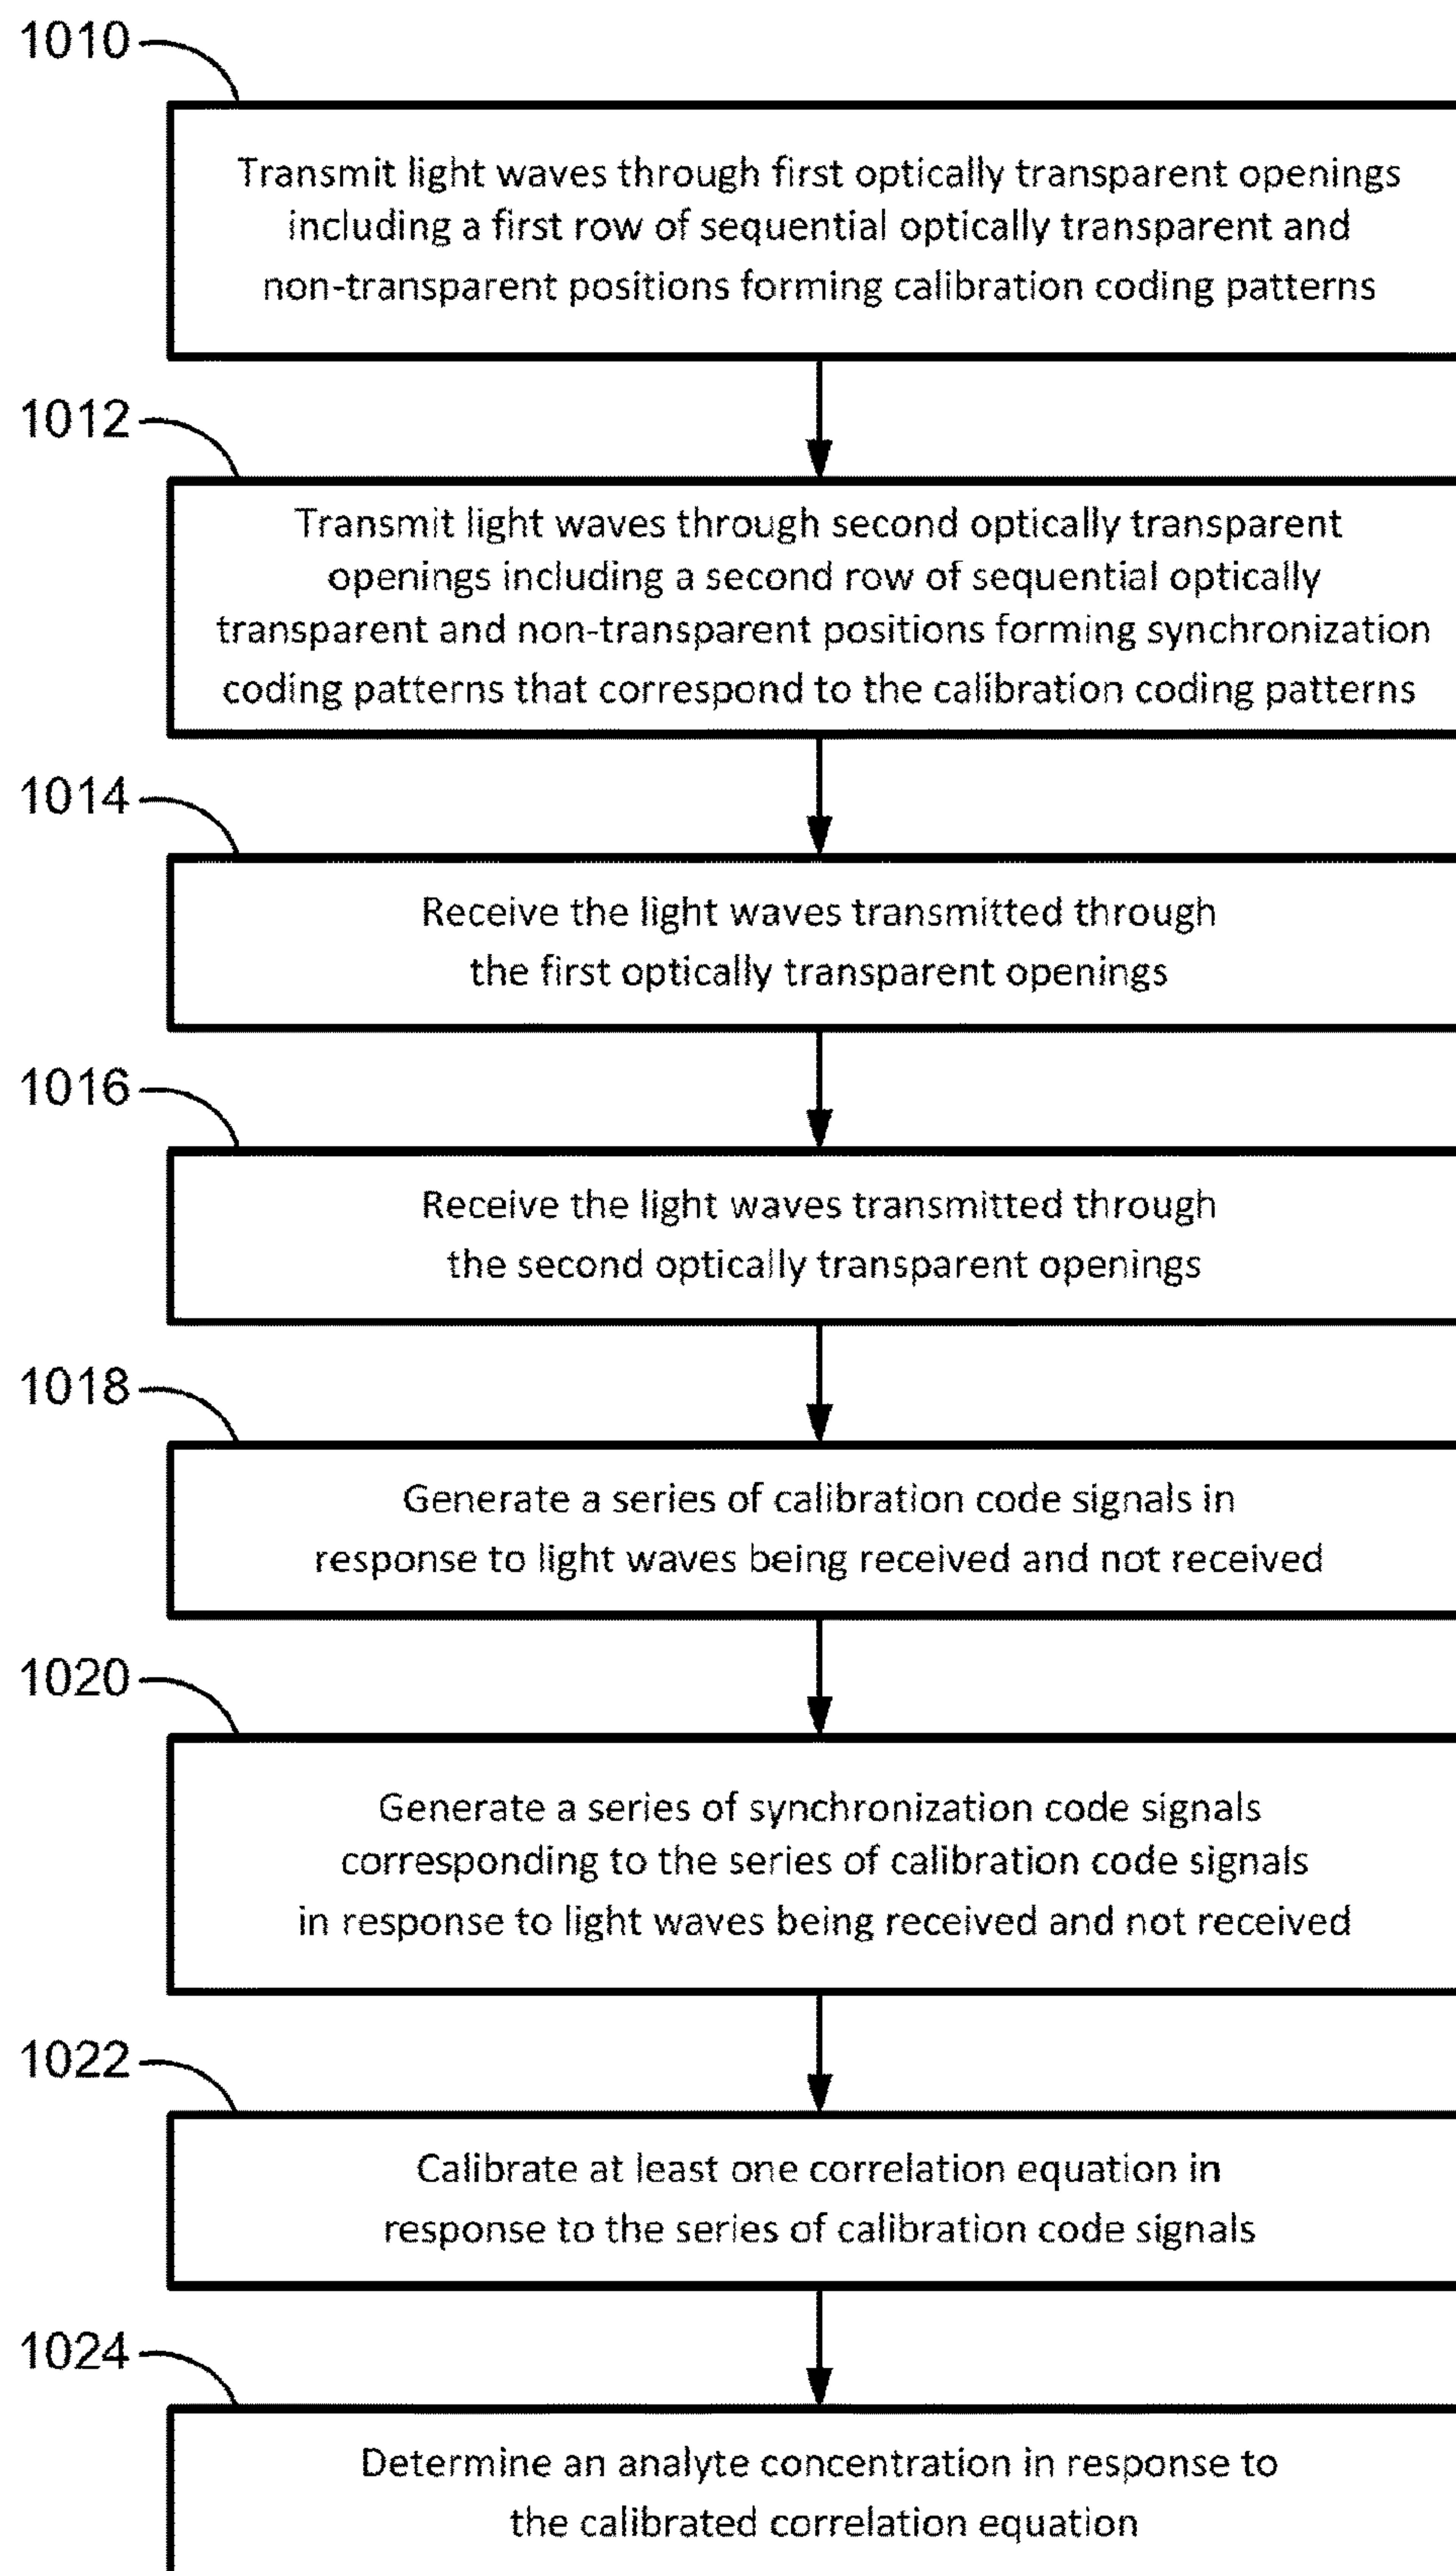 1010
Transmit light waves through first optically transparent openings
including a first row of sequential optically transparent and
non-transparent positions forming calibration coding patterns
1012
Transmit light waves through second optically transparent
openings including a second row of sequential optically
transparent and non-transparent positions forming synchronization
coding patterns that correspond to the calibration coding patterns
1014
Receive the light waves transmitted through
the first optically transparent openings
1016
Receive the light waves transmitted through
the second optically transparent openings
1018
Generate a series of calibration code signals in
response to light waves being received and not received
1020
Generate a series of synchronization code signals
corresponding to the series of calibration code signals
in response to light waves being received and not received
1022
Calibrate at least one correlation equation in
response to the series of calibration code signals
1024
Determine an analyte concentration in response to
the calibrated correlation equation